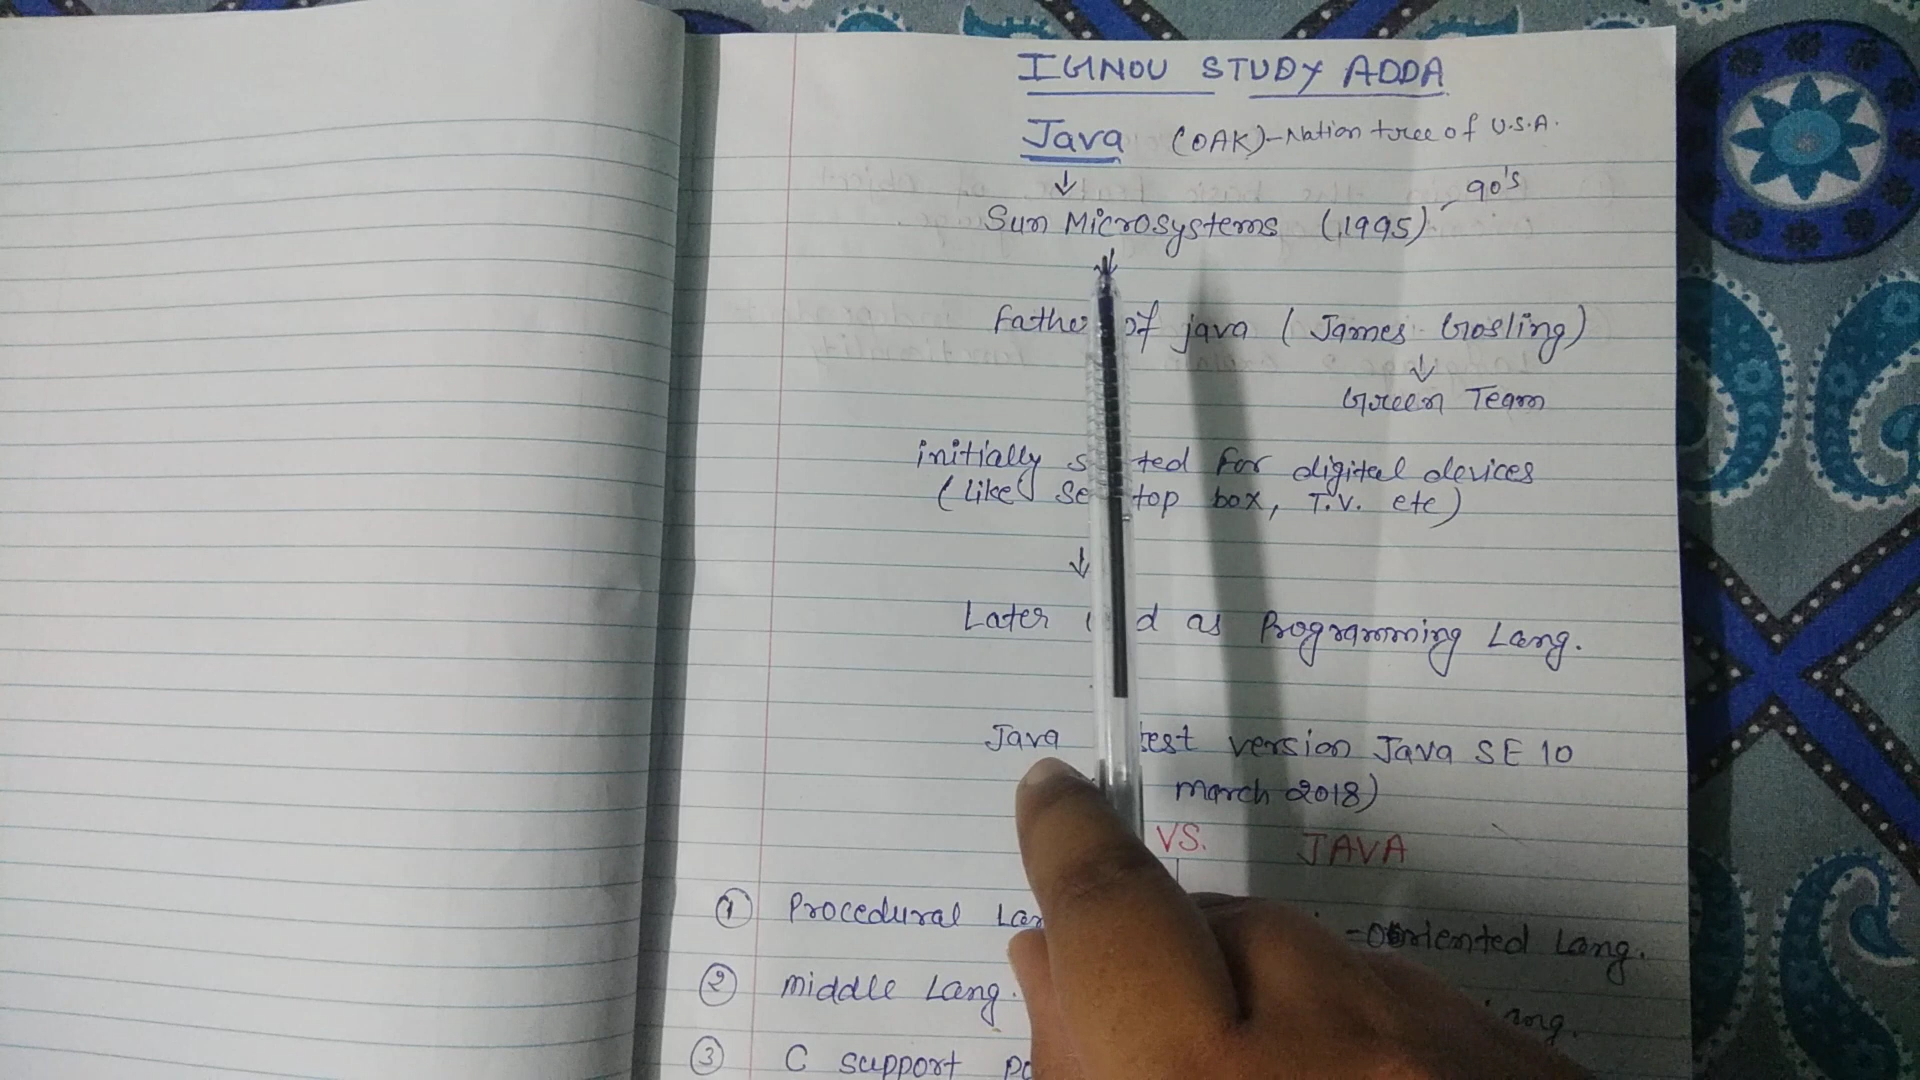 IGNOU STUDY ADDA
Java (OAK)-Nation tree of U.S.A.
90's
Sun Microsystems (1995)
Father of java (James Gosling)
Green Team
initially ted for digital devices
(like top box, T.V. etc)
Later as Programming Lang.
Java version Java SE 10
march 2018)
VS. JAVA
1 Procedural
-Oriented Lang.
2 middle Lang.
3 C support